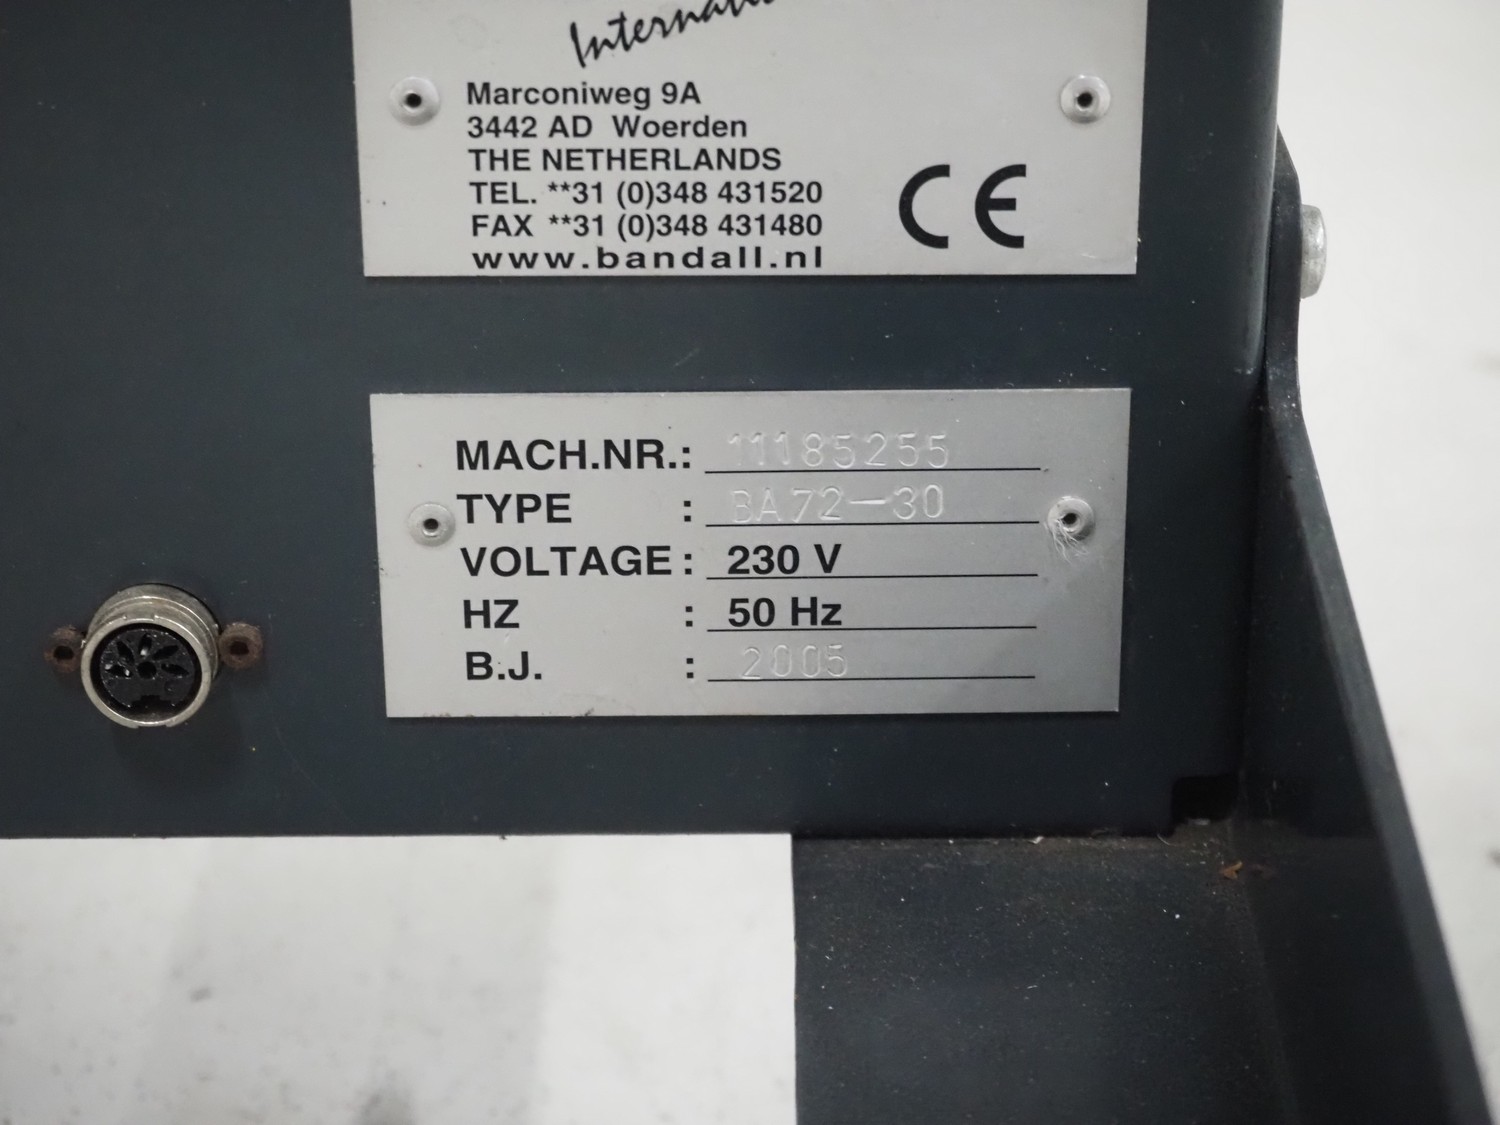 Marconiweg 9A
3442 AD Woerden
THE NETHERLANDS
TEL. **31 (0)348 431520
FAX **31 (0)348 431480
www.bandall.nl
CE
MACH.NR.: 11185255
TYPE : BA72-30
VOLTAGE: 230 V
HZ : 50 Hz
B.J. : 2005